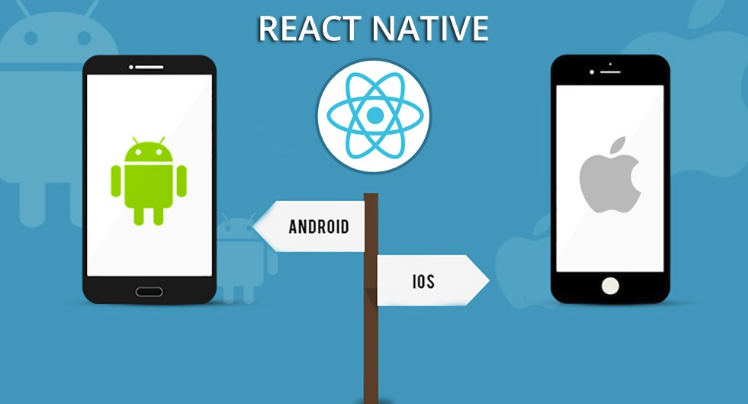 REACT NATIVE
ANDROID
IOS